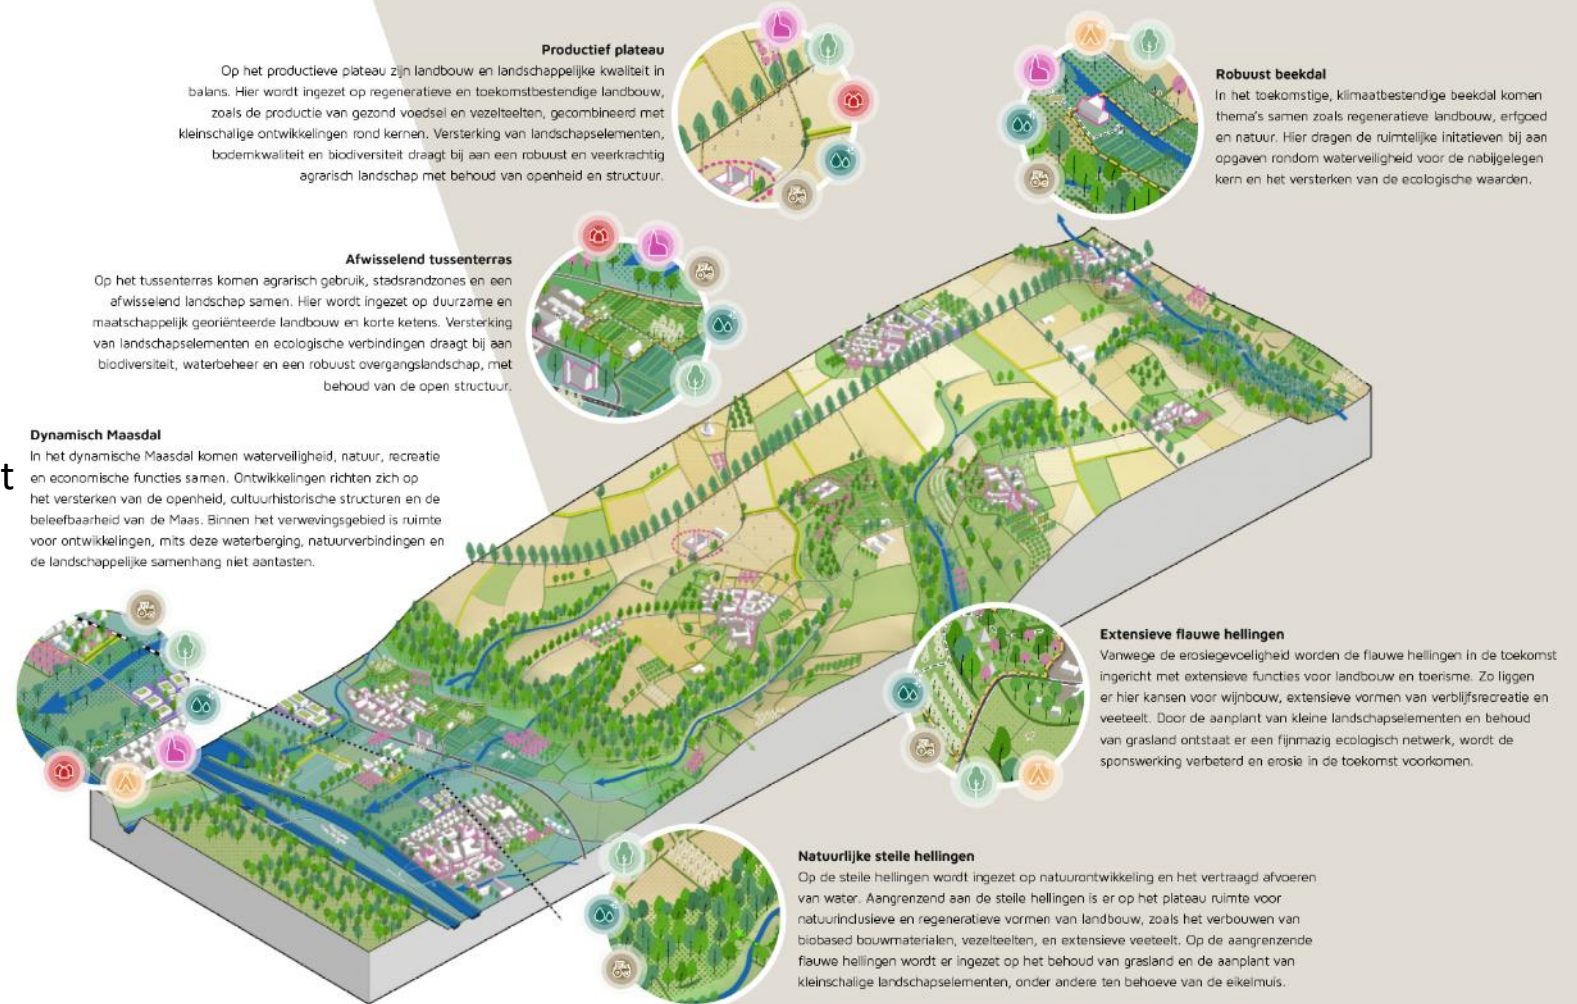 Productief plateau
Op het productieve plateau zijn landbouw en landschappelijke kwaliteit in
balans. Hier wordt ingezet op regeneratieve en toekomstbestendige landbouw,
zoals de productie van gezond voedsel en vezelteelten, gecombineerd met
kleinschalige ontwikkelingen rond kernen. Versterking van landschapselementen,
bodemkwaliteit en biodiversiteit draagt bij aan een robuust en veerkrachtig
agrarisch landschap met behoud van openheid en structuur.
Robuust beekdal
In het toekomstige, klimaatbestendige beekdal komen
thema's samen zoals regeneratieve landbouw, erfgoed
en natuur. Hier dragen de ruimtelijke initatieven bij aan
opgaven rondom waterveiligheid voor de nabijgelegen
kern en het versterken van de ecologische waarden.
Afwisselend tussenterras
Op het tussenterras komen agrarisch gebruik, stadsrandzones en een
afwisselend landschap samen. Hier wordt ingezet op duurzame en
maatschappelijk georiënteerde landbouw en korte ketens. Versterking
van landschapselementen en ecologische verbindingen draagt bij aan
biodiversiteit, waterbeheer en een robuust overgangslandschap, met
behoud van de open structuur.
Dynamisch Maasdal
In het dynamische Maasdal komen waterveiligheid, natuur, recreatie
en economische functies samen. Ontwikkelingen richten zich op
het versterken van de openheid, cultuurhistorische structuren en de
beleefbaarheid van de Maas. Binnen het verwevingsgebied is ruimte
voor ontwikkelingen, mits deze waterberging, natuurverbindingen en
de landschappelijke samenhang niet aantasten.
t
Extensieve flauwe hellingen
Vanwege de erosiegevoeligheid worden de flauwe hellingen in de toekomst
ingericht met extensieve functies voor landbouw en toerisme. Zo liggen
er hier kansen voor wijnbouw, extensieve vormen van verblijfsrecreatie en
veeteelt. Door de aanplant van kleine landschapselementen en behoud
van grasland ontstaat er een fijnmazig ecologisch netwerk, wordt de
sponswerking verbeterd en erosie in de toekomst voorkomen.
Natuurlijke steile hellingen
Op de steile hellingen wordt ingezet op natuurontwikkeling en het vertraagd afvoeren
van water. Aangrenzend aan de steile hellingen is er op het plateau ruimte voor
natuurinclusieve en regeneratieve vormen van landbouw, zoals het verbouwen van
biobased bouwmaterialen, vezelteelten, en extensieve veeteelt. Op de aangrenzende
flauwe hellingen wordt er ingezet op het behoud van grasland en de aanplant van
kleinschalige landschapselementen, onder andere ten behoeve van de eikelmuis.